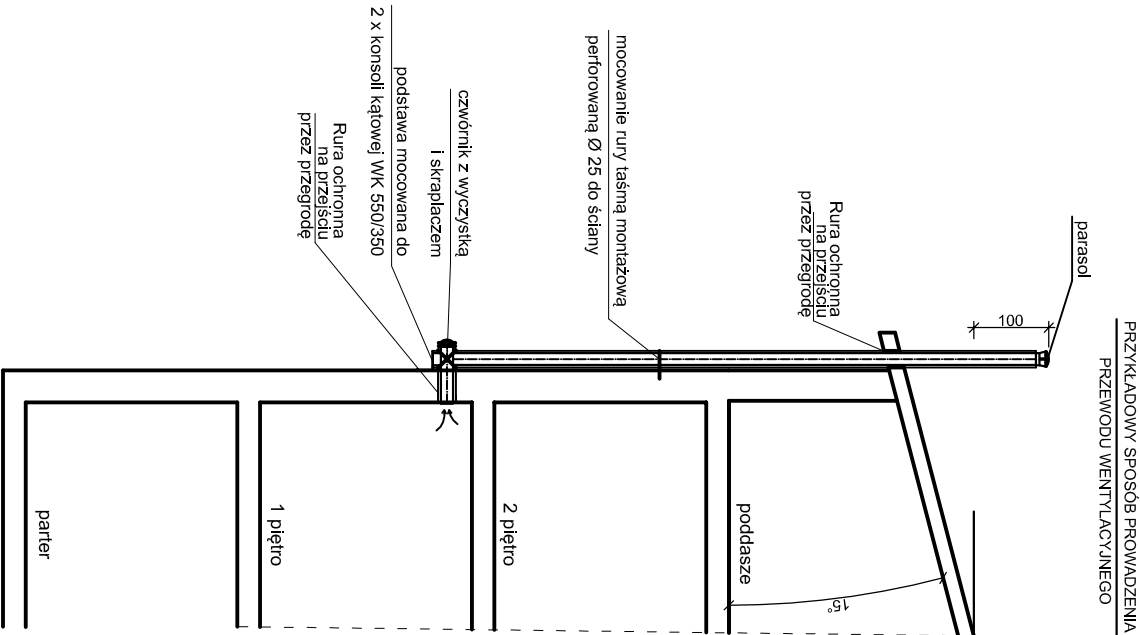 PRZYKŁADOWY SPOSÓB PROWADZENIA
PRZEWODU WENTYLACYJNEGO
parasol
100
Rura ochronna
na przejściu
przez przegrodę
mocowanie rury taśmą montażową
perforowaną Ø 25 do ściany
czwórnik z wyczystką
i skraplaczem
podstawa mocowana do
2 x konsoli kątowej WK 550/350
Rura ochronna
na przejściu
przez przegrodę
poddasze
15°
2 piętro
1 piętro
parter